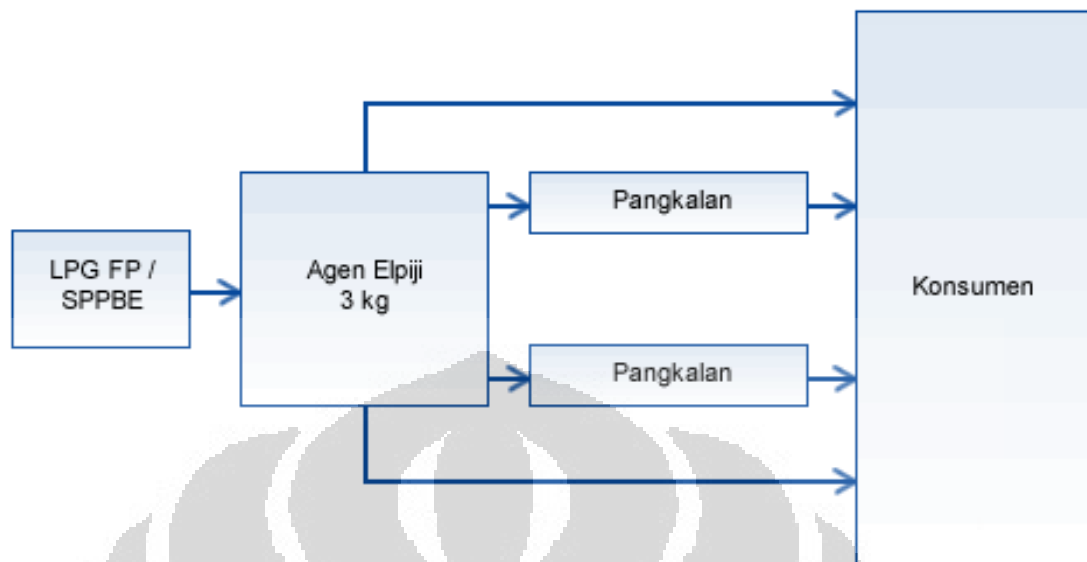 LPG FP /
SPPBE
Agen Elpiji
3 kg
Pangkalan
Pangkalan
Konsumen